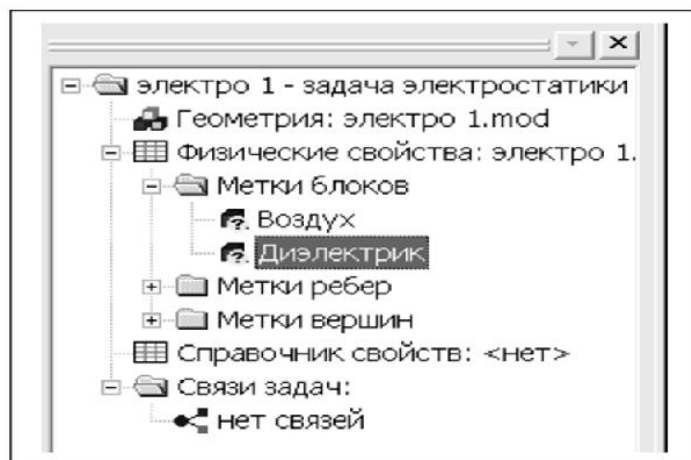 электро 1 - задача электростатики
Геометрия: электро 1.mod
Физические свойства: электро 1.
Метки блоков
Воздух
Диэлектрик
Метки ребер
Метки вершин
Справочник свойств: <нет>
Связи задач:
нет связей